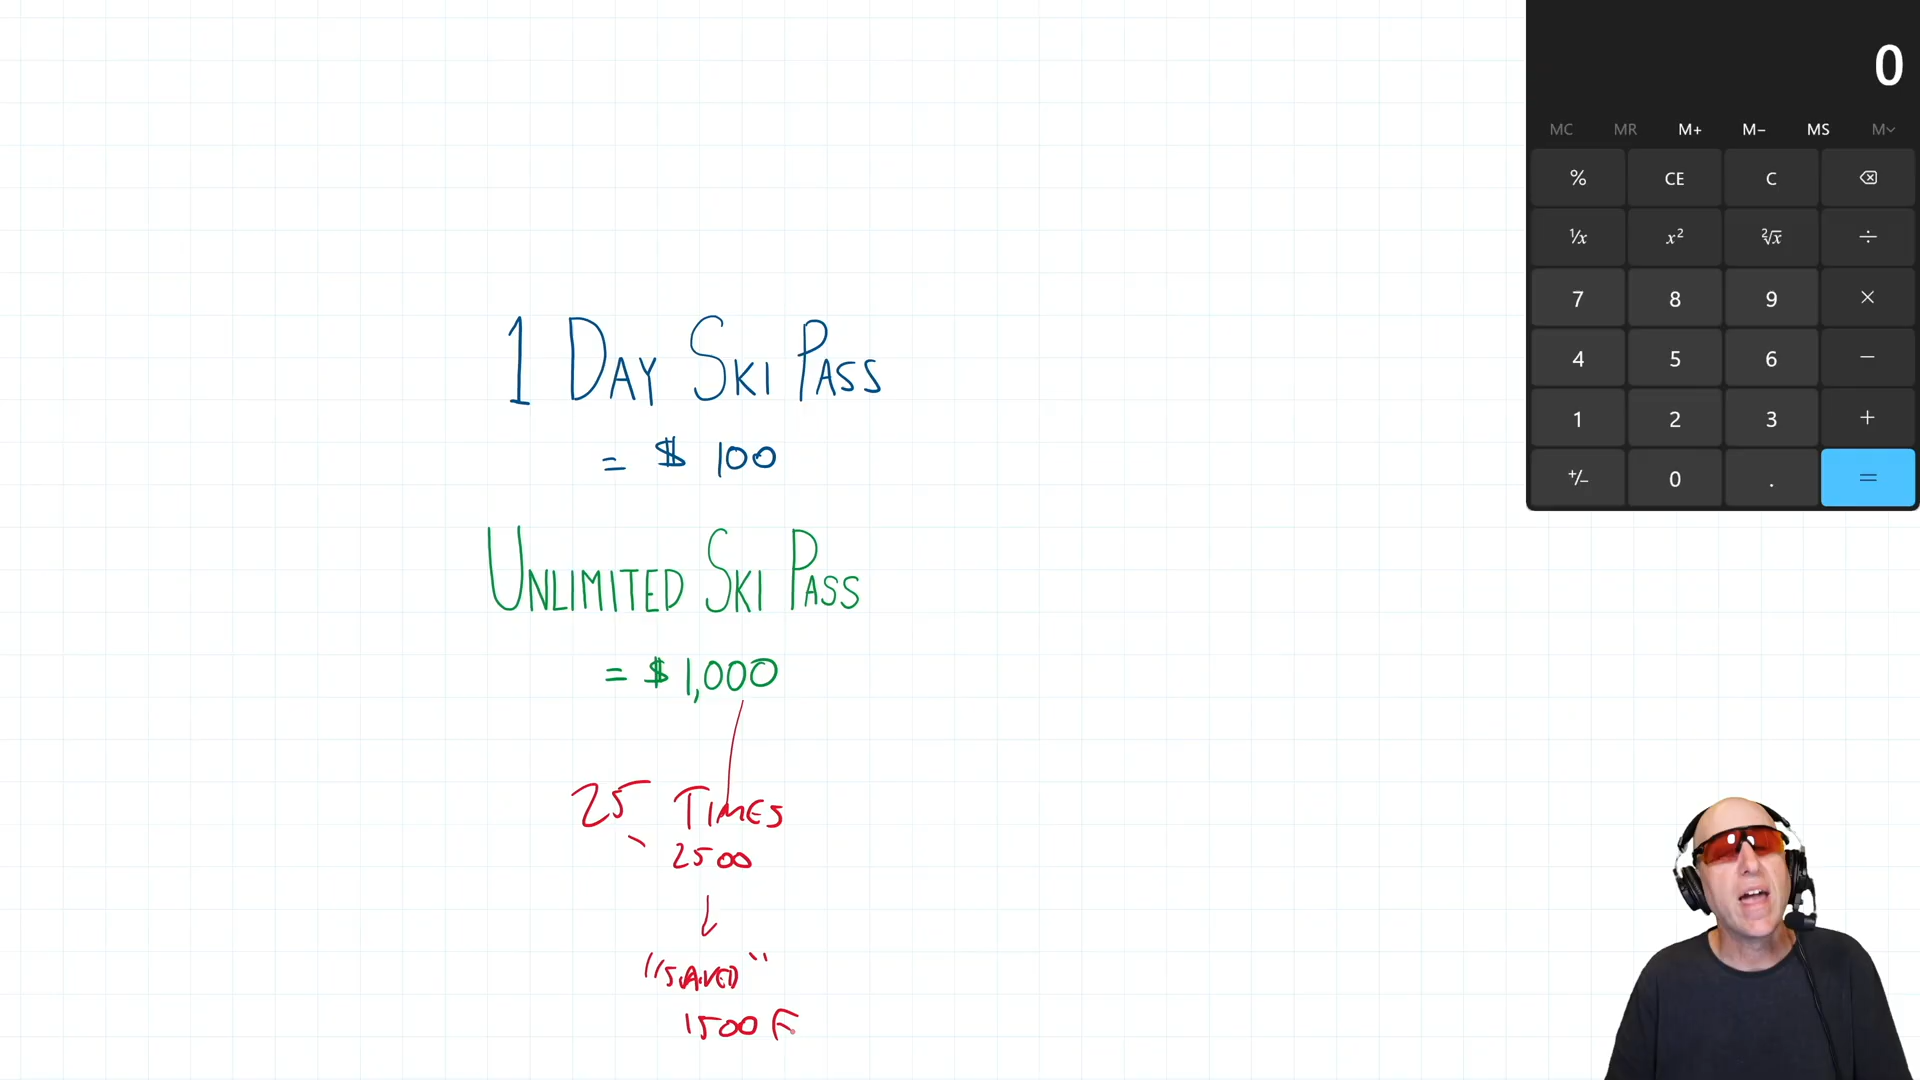 1 DAY SKI PASS
= $ 100
UNLIMITED SKI PASS
= $ 1,000
25 TIMES
2500
"SAVED"
1500
0
MC MR M+ M− MS M˅
% CE C ⌫
1/x x² ²√x ÷
7 8 9 ×
4 5 6 −
1 2 3 +
+/− 0 . =